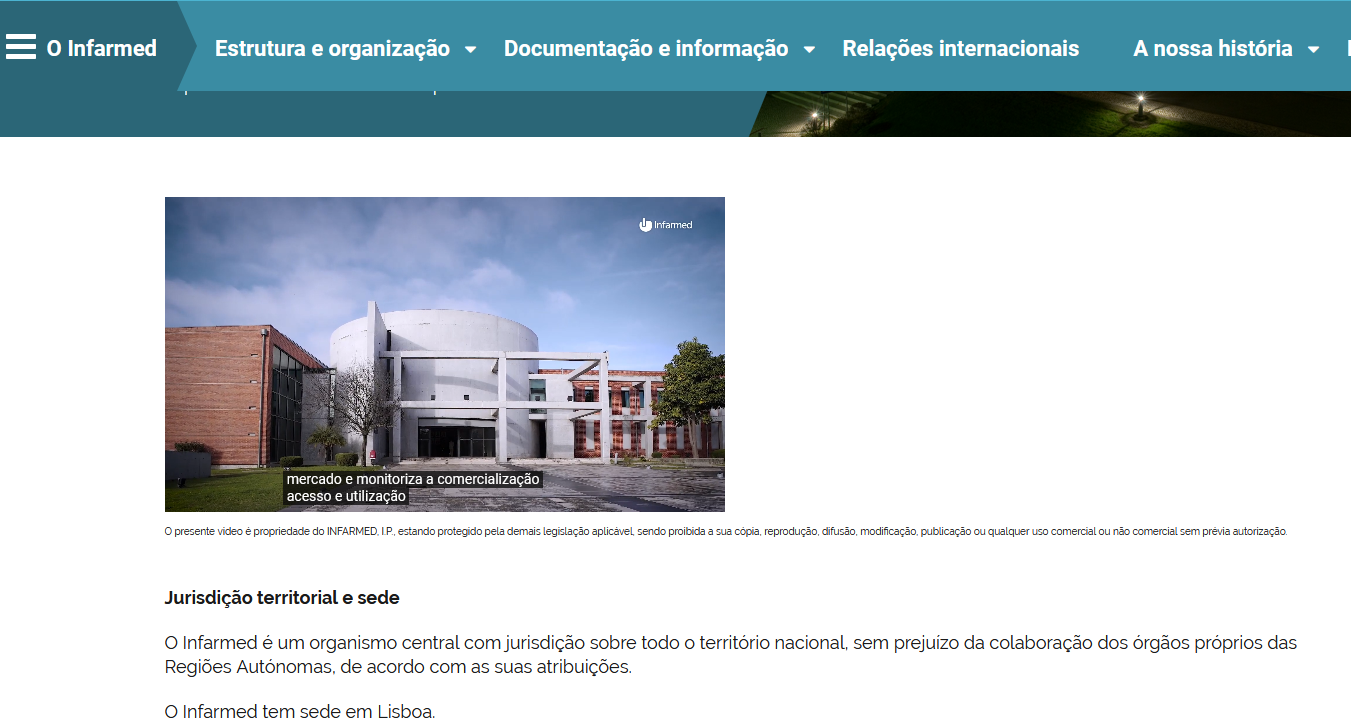 O Infarmed
Estrutura e organização
Documentação e informação
Relações internacionais
A nossa história
Infarmed
mercado e monitoriza a comercialização
acesso e utilização
O presente vídeo é propriedade do INFARMED, I.P., estando protegido pela demais legislação aplicável, sendo proibida a sua cópia, reprodução, difusão, modificação, publicação ou qualquer uso comercial ou não comercial sem prévia autorização.
Jurisdição territorial e sede
O Infarmed é um organismo central com jurisdição sobre todo o território nacional, sem prejuízo da colaboração dos órgãos próprios das
Regiões Autónomas, de acordo com as suas atribuições.
O Infarmed tem sede em Lisboa.